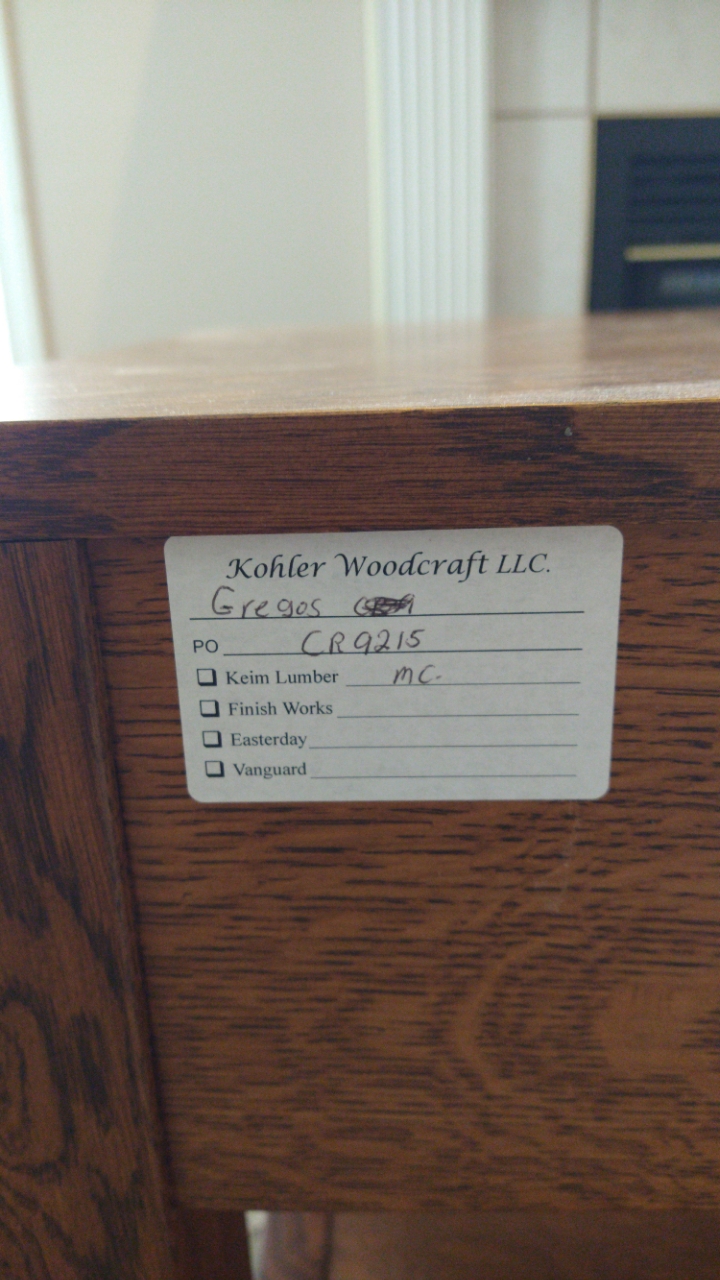 Kohler Woodcraft LLC.
Gregos
PO CR9215
Keim Lumber MC.
Finish Works
Easterday
Vanguard